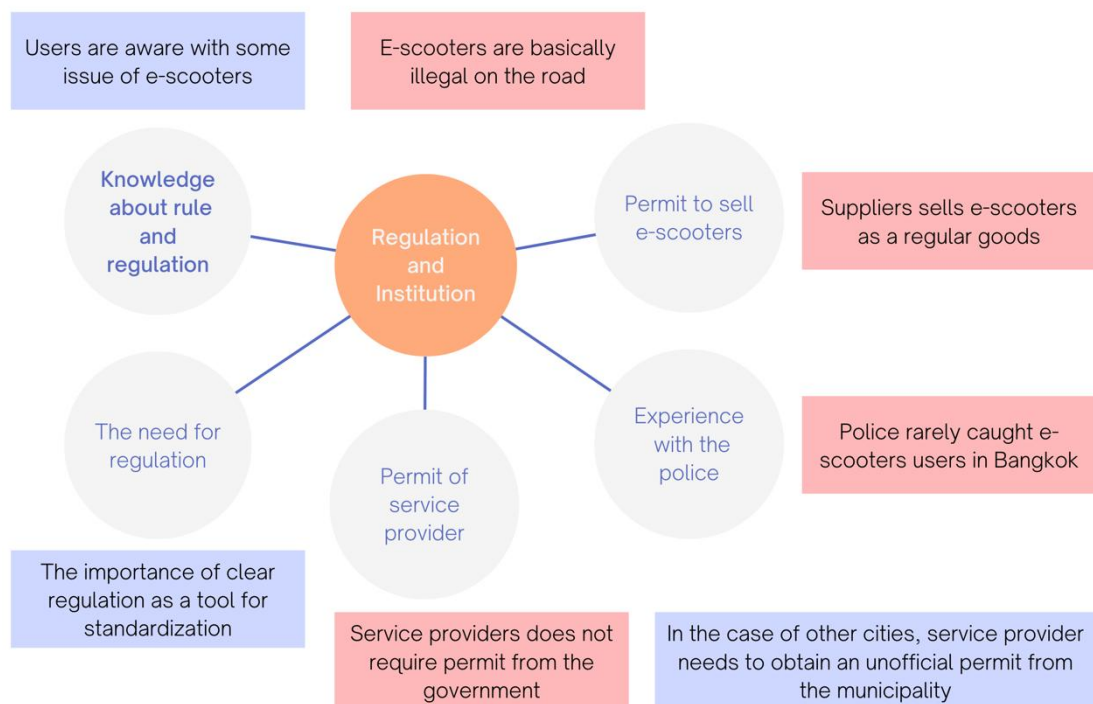 Users are aware with some
issue of e-scooters
E-scooters are basically
illegal on the road
Knowledge
about rule
and
regulation
Regulation
and
Institution
Permit to sell
e-scooters
Suppliers sells e-scooters
as a regular goods
The need for
regulation
Permit of
service
provider
Experience
with the
police
Police rarely caught e-
scooters users in Bangkok
The importance of clear
regulation as a tool for
standardization
Service providers does not
require permit from the
government
In the case of other cities, service provider
needs to obtain an unofficial permit from
the municipality